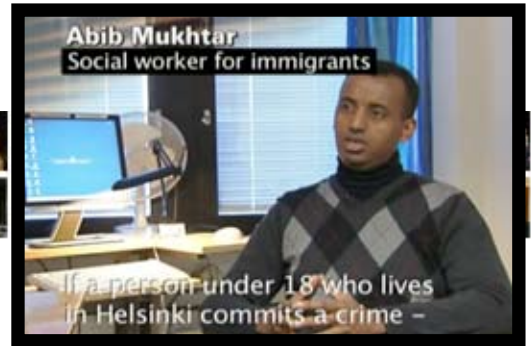 Abib Mukhtar
Social worker for immigrants
If a person under 18 who lives
in Helsinki commits a crime –